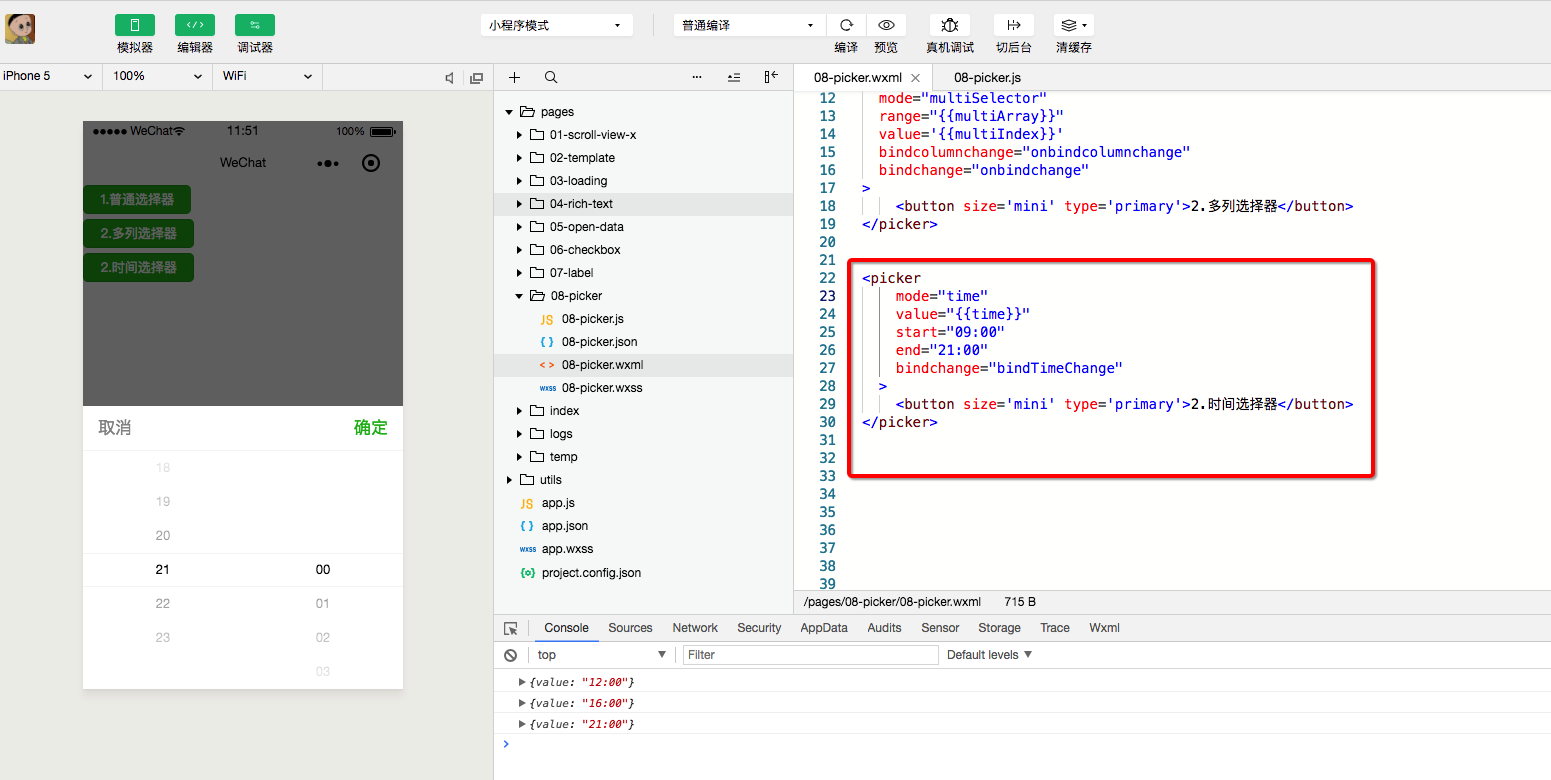 模拟器 编辑器 调试器 小程序模式 普通编译 编译 预览 真机调试 切后台 清缓存
iPhone 5 100% WiFi
WeChat 11:51 100%
WeChat
1.普通选择器
2.多列选择器
2.时间选择器
取消 确定
18
19
20
21 00
22 01
23 02
03
pages
01-scroll-view-x
02-template
03-loading
04-rich-text
05-open-data
06-checkbox
07-label
08-picker
JS 08-picker.js
{ } 08-picker.json
< > 08-picker.wxml
wxss 08-picker.wxss
index
logs
temp
utils
JS app.js
{ } app.json
wxss app.wxss
{o} project.config.json
08-picker.wxml 08-picker.js
12 mode="multiSelector"
13 range="{{multiArray}}"
14 value='{{multiIndex}}'
15 bindcolumnchange="onbindcolumnchange"
16 bindchange="onbindchange"
17 >
18 <button size='mini' type='primary'>2.多列选择器</button>
19 </picker>
20
21
22 <picker
23 mode="time"
24 value="{{time}}"
25 start="09:00"
26 end="21:00"
27 bindchange="bindTimeChange"
28 >
29 <button size='mini' type='primary'>2.时间选择器</button>
30 </picker>
31
32
33
34
35
36
37
38
39
/pages/08-picker/08-picker.wxml 715 B
Console Sources Network Security AppData Audits Sensor Storage Trace Wxml
top Filter Default levels
{value: "12:00"}
{value: "16:00"}
{value: "21:00"}